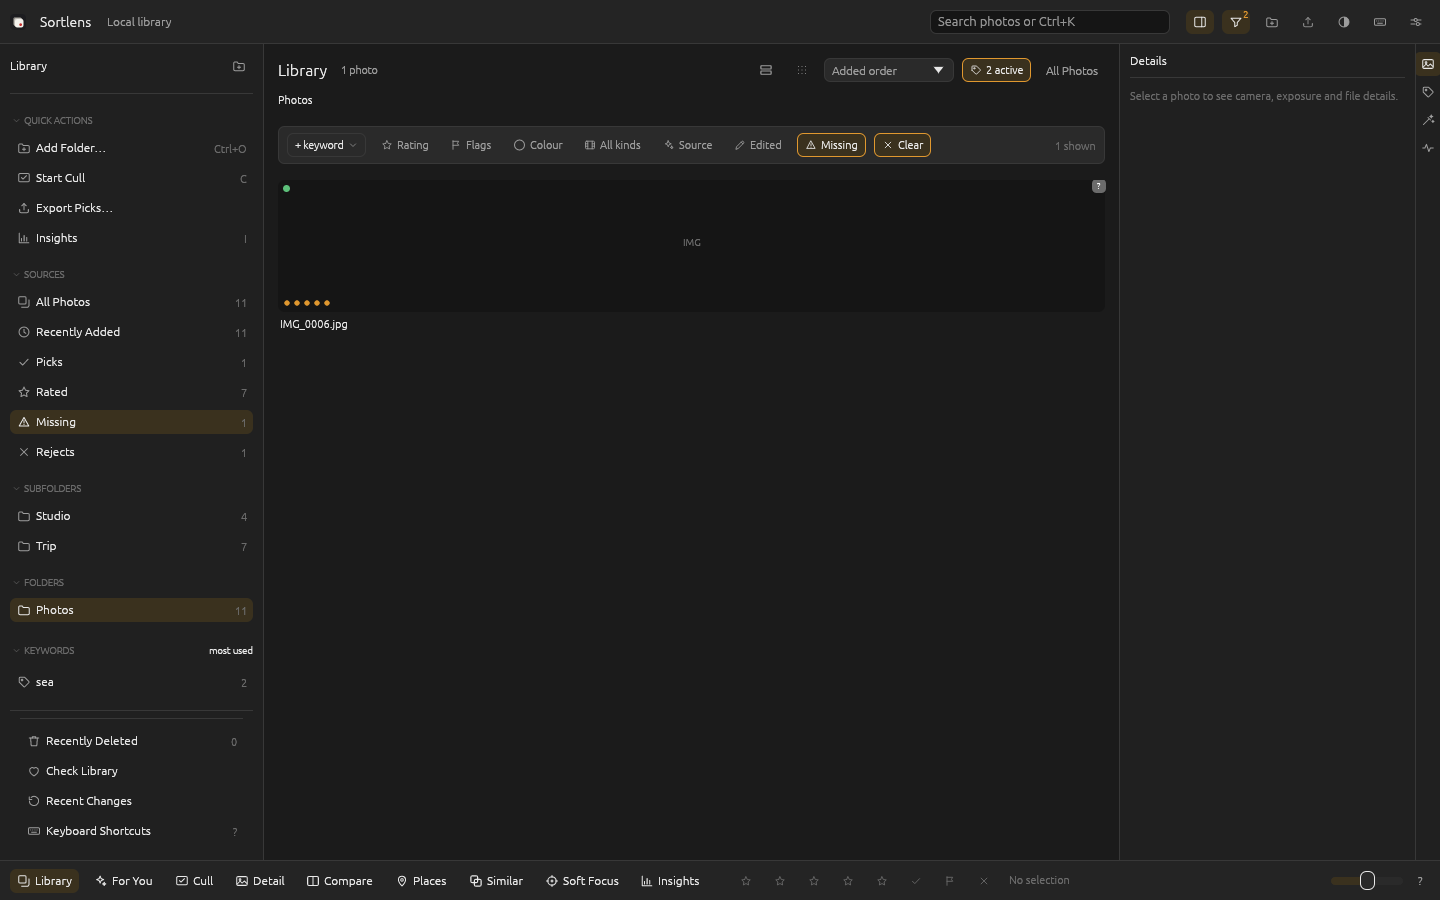 Sortlens Local library
Search photos or Ctrl+K
2
Library
QUICK ACTIONS
Add Folder... Ctrl+O
Start Cull C
Export Picks...
Insights I
SOURCES
All Photos 11
Recently Added 11
Picks 1
Rated 7
Missing 1
Rejects 1
SUBFOLDERS
Studio 4
Trip 7
FOLDERS
Photos 11
KEYWORDS most used
sea 2
Recently Deleted 0
Check Library
Recent Changes
Keyboard Shortcuts ?
Library 1 photo
Added order
2 active
All Photos
Photos
+ keyword Rating Flags Colour All kinds Source Edited Missing Clear 1 shown
?
IMG
IMG_0006.jpg
Details
Select a photo to see camera, exposure and file details.
Library For You Cull Detail Compare Places Similar Soft Focus Insights No selection ?